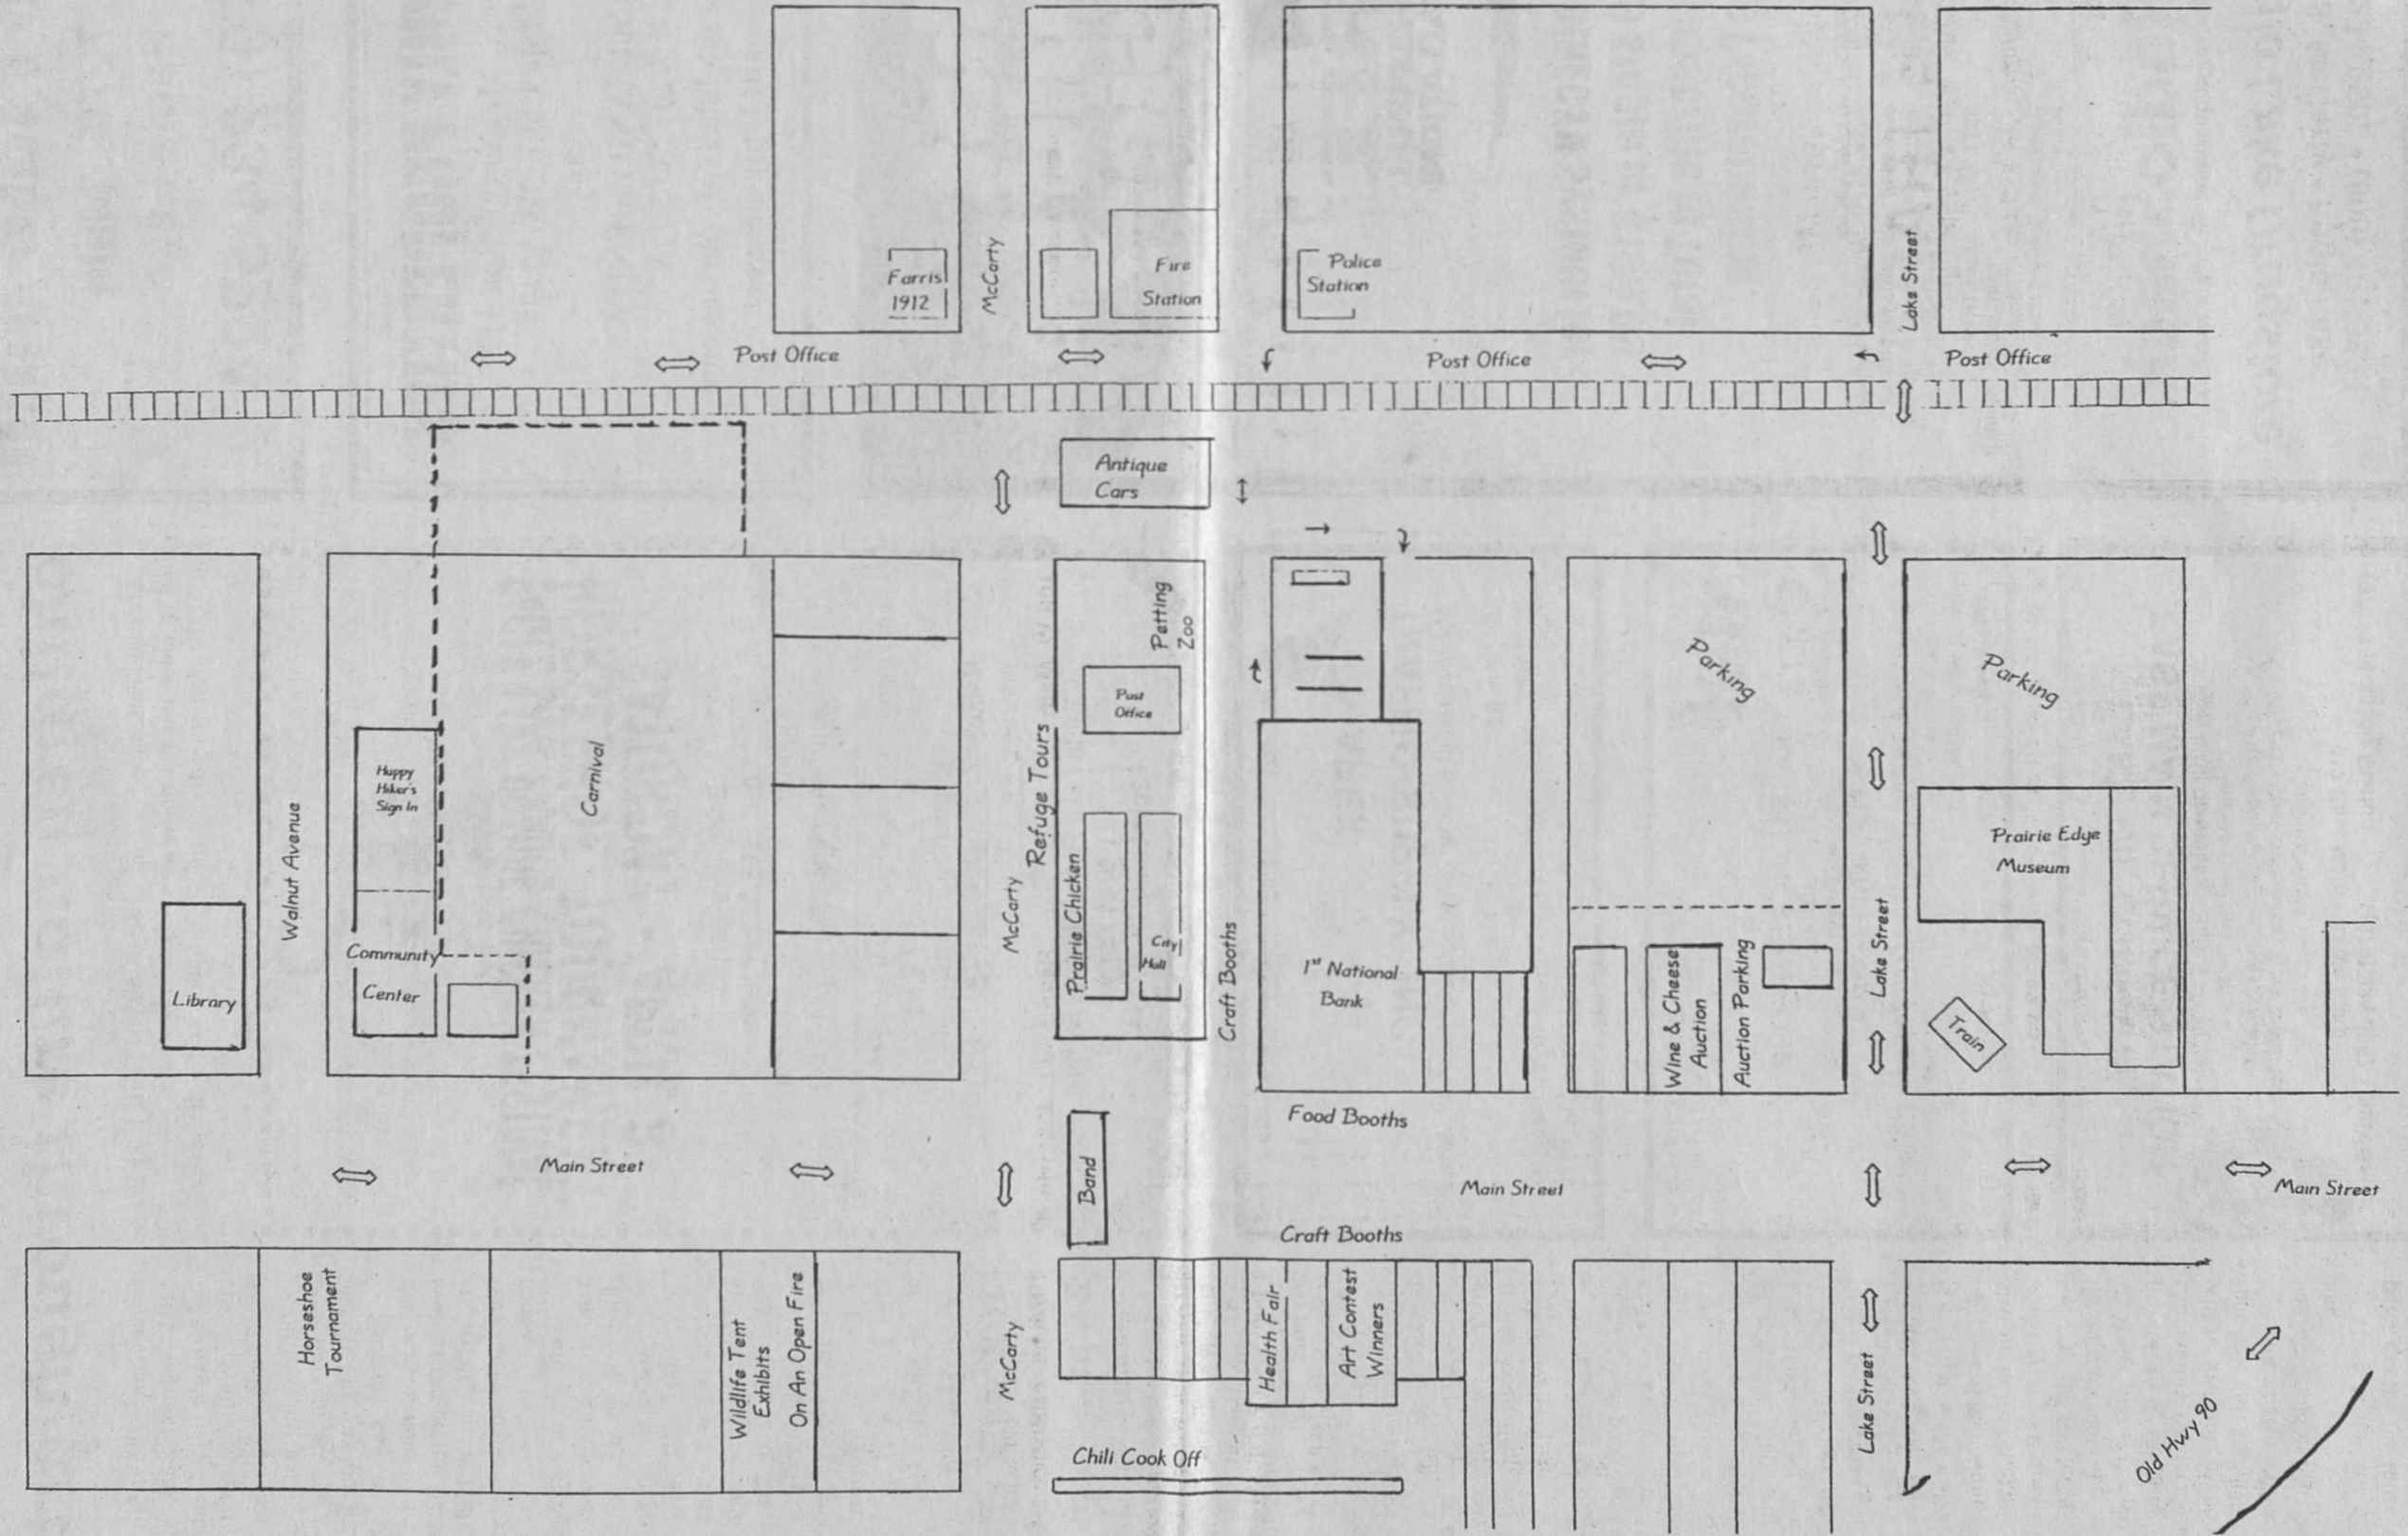 Farris
1912
McCarty
Fire
Station
Police
Station
Lake Street
Post Office
Post Office
Post Office
Antique
Cars
Petting
Zoo
Post
Office
Parking
Parking
Happy
Hiker's
Sign In
Carnival
Walnut Avenue
Community
Center
Library
McCarty
Refuge Tours
Prairie Chicken
City
Hall
Craft Booths
1st National
Bank
Wine & Cheese
Auction
Auction Parking
Lake Street
Prairie Edge
Museum
Train
Food Booths
Main Street
Band
Main Street
Main Street
Craft Booths
Horseshoe
Tournament
Wildlife Tent
Exhibits
On An Open Fire
McCarty
Health Fair
Art Contest
Winners
Chili Cook Off
Lake Street
Old Hwy 90